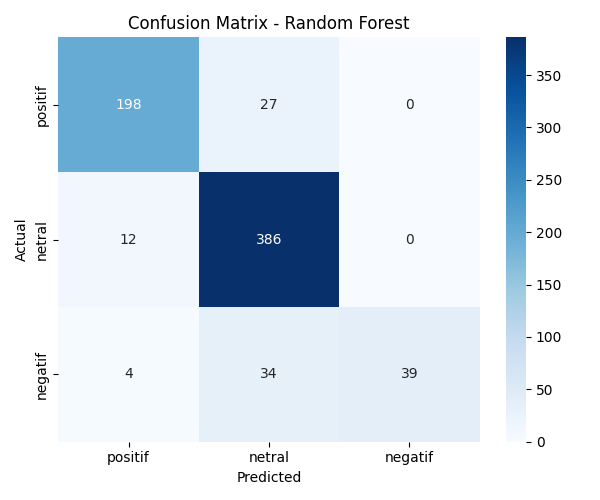 Confusion Matrix - Random Forest
Actual
positif
198
27
0
netral
12
386
0
negatif
4
34
39
positif
netral
negatif
Predicted
350
300
250
200
150
100
50
0